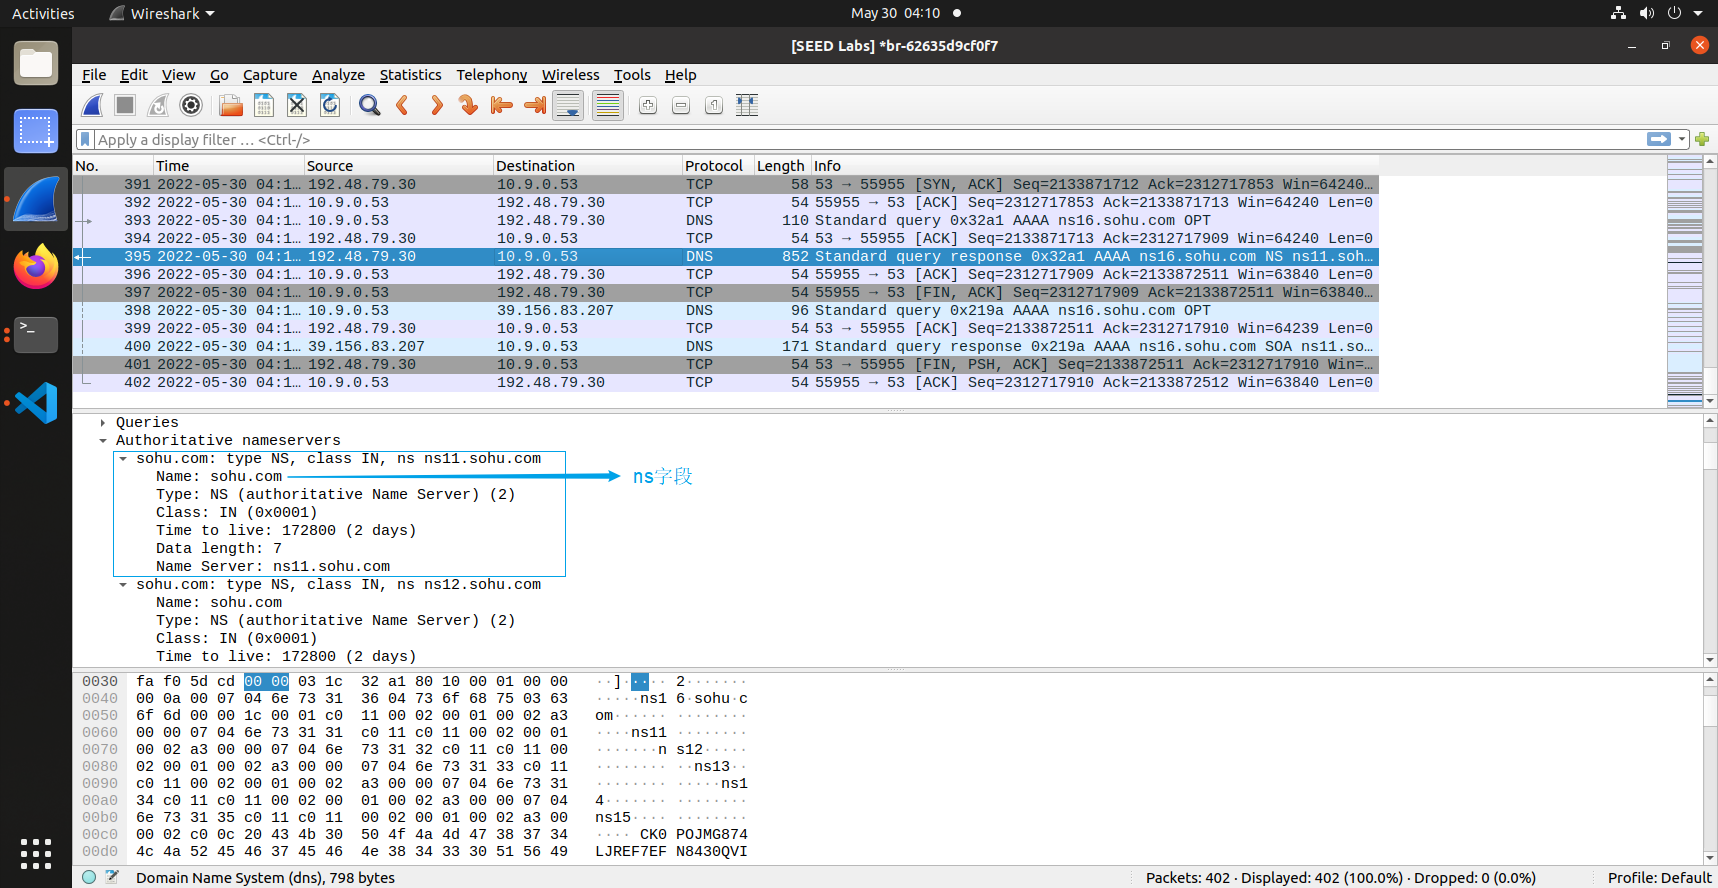 Activities Wireshark May 30 04:10
[SEED Labs] *br-62635d9cf0f7
File Edit View Go Capture Analyze Statistics Telephony Wireless Tools Help
Apply a display filter … <Ctrl-/>
No. Time Source Destination Protocol Length Info
391 2022-05-30 04:1… 192.48.79.30 10.9.0.53 TCP 58 53 → 55955 [SYN, ACK] Seq=2133871712 Ack=2312717853 Win=64240…
392 2022-05-30 04:1… 10.9.0.53 192.48.79.30 TCP 54 55955 → 53 [ACK] Seq=2312717853 Ack=2133871713 Win=64240 Len=0
393 2022-05-30 04:1… 10.9.0.53 192.48.79.30 DNS 110 Standard query 0x32a1 AAAA ns16.sohu.com OPT
394 2022-05-30 04:1… 192.48.79.30 10.9.0.53 TCP 54 53 → 55955 [ACK] Seq=2133871713 Ack=2312717909 Win=64240 Len=0
395 2022-05-30 04:1… 192.48.79.30 10.9.0.53 DNS 852 Standard query response 0x32a1 AAAA ns16.sohu.com NS ns11.soh…
396 2022-05-30 04:1… 10.9.0.53 192.48.79.30 TCP 54 55955 → 53 [ACK] Seq=2312717909 Ack=2133872511 Win=63840 Len=0
397 2022-05-30 04:1… 10.9.0.53 192.48.79.30 TCP 54 55955 → 53 [FIN, ACK] Seq=2312717909 Ack=2133872511 Win=63840…
398 2022-05-30 04:1… 10.9.0.53 39.156.83.207 DNS 96 Standard query 0x219a AAAA ns16.sohu.com OPT
399 2022-05-30 04:1… 192.48.79.30 10.9.0.53 TCP 54 53 → 55955 [ACK] Seq=2133872511 Ack=2312717910 Win=64239 Len=0
400 2022-05-30 04:1… 39.156.83.207 10.9.0.53 DNS 171 Standard query response 0x219a AAAA ns16.sohu.com SOA ns11.so…
401 2022-05-30 04:1… 192.48.79.30 10.9.0.53 TCP 54 53 → 55955 [FIN, PSH, ACK] Seq=2133872511 Ack=2312717910 Win=…
402 2022-05-30 04:1… 10.9.0.53 192.48.79.30 TCP 54 55955 → 53 [ACK] Seq=2312717910 Ack=2133872512 Win=63840 Len=0
Queries
Authoritative nameservers
sohu.com: type NS, class IN, ns ns11.sohu.com
Name: sohu.com ns字段
Type: NS (authoritative Name Server) (2)
Class: IN (0x0001)
Time to live: 172800 (2 days)
Data length: 7
Name Server: ns11.sohu.com
sohu.com: type NS, class IN, ns ns12.sohu.com
Name: sohu.com
Type: NS (authoritative Name Server) (2)
Class: IN (0x0001)
Time to live: 172800 (2 days)
0030 fa f0 5d cd 00 00 03 1c 32 a1 80 10 00 01 00 00 ··]····· 2·······
0040 00 0a 00 07 04 6e 73 31 36 04 73 6f 68 75 03 63 ·····ns1 6·sohu·c
0050 6f 6d 00 00 1c 00 01 c0 11 00 02 00 01 00 02 a3 om······ ········
0060 00 00 07 04 6e 73 31 31 c0 11 c0 11 00 02 00 01 ····ns11 ········
0070 00 02 a3 00 00 07 04 6e 73 31 32 c0 11 c0 11 00 ·······n s12·····
0080 02 00 01 00 02 a3 00 00 07 04 6e 73 31 33 c0 11 ········ ··ns13··
0090 c0 11 00 02 00 01 00 02 a3 00 00 07 04 6e 73 31 ········ ·····ns1
00a0 34 c0 11 c0 11 00 02 00 01 00 02 a3 00 00 07 04 4······· ········
00b0 6e 73 31 35 c0 11 c0 11 00 02 00 01 00 02 a3 00 ns15···· ········
00c0 00 02 c0 0c 20 43 4b 30 50 4f 4a 4d 47 38 37 34 ···· CK0 POJMG874
00d0 4c 4a 52 45 46 37 45 46 4e 38 34 33 30 51 56 49 LJREF7EF N8430QVI
Domain Name System (dns), 798 bytes Packets: 402 · Displayed: 402 (100.0%) · Dropped: 0 (0.0%) Profile: Default